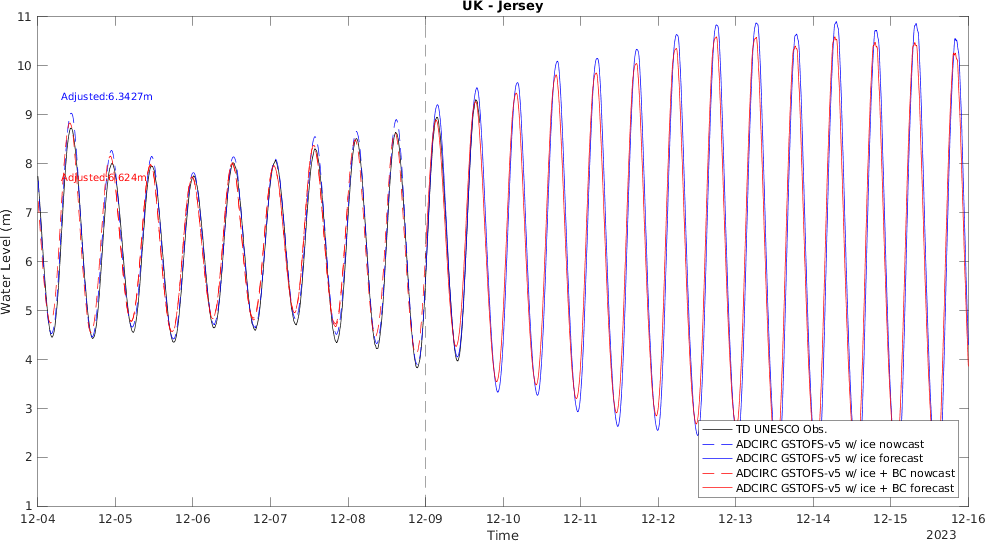 UK - Jersey
11
10
9
8
7
6
5
4
3
2
1
Water Level (m)
Adjusted:6.3427m
Adjusted:6.624m
TD UNESCO Obs.
ADCIRC GSTOFS-v5 w/ ice nowcast
ADCIRC GSTOFS-v5 w/ ice forecast
ADCIRC GSTOFS-v5 w/ ice + BC nowcast
ADCIRC GSTOFS-v5 w/ ice + BC forecast
12-04 12-05 12-06 12-07 12-08 12-09 12-10 12-11 12-12 12-13 12-14 12-15 12-16
Time
2023